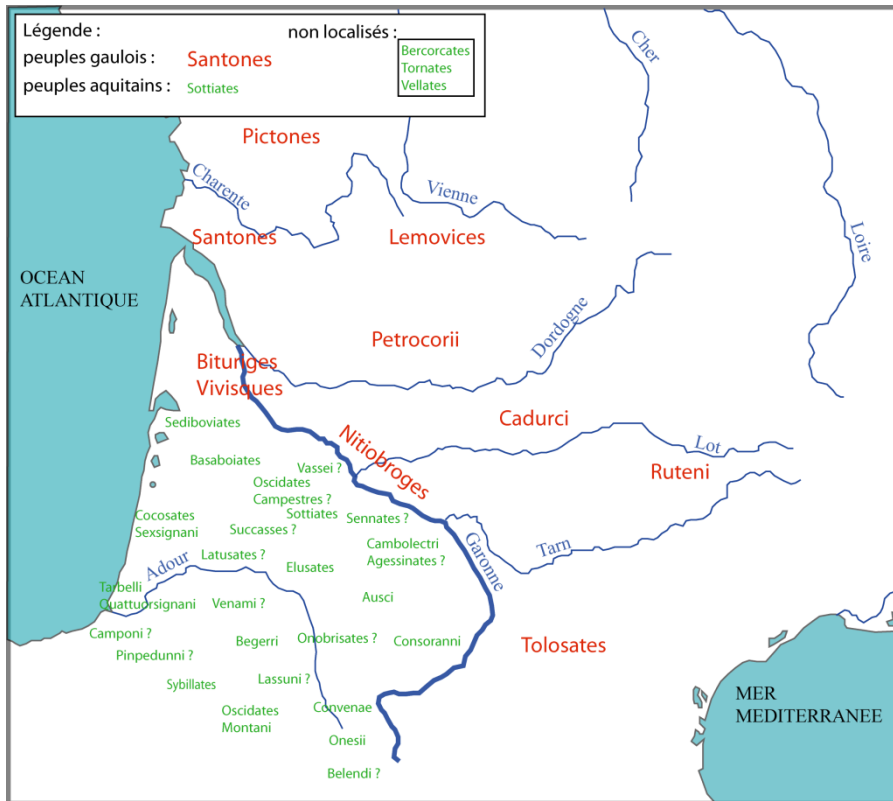 Légende :
non localisés :
peuples gaulois :
Santones
Bercorcates
Tornates
Vellates
peuples aquitains :
Sottiates
Cher
Pictones
Charente
Vienne
Santones
Lemovices
Loire
OCEAN
ATLANTIQUE
Petrocorii
Dordogne
Bituriges
Vivisques
Cadurci
Sediboviates
Nitiobroges
Lot
Basaboiates
Vassei ?
Ruteni
Oscidates
Campestres ?
Sottiates
Sennates ?
Cocosates
Sexsignani
Succasses ?
Garonne
Tarn
Cambolectri
Agessinates ?
Latusates ?
Elusates
Adour
Tarbelli
Quattuorsignani
Venami ?
Ausci
Camponi ?
Begerri
Onobrisates ?
Consoranni
Tolosates
Pinpedunni ?
Sybillates
Lassuni ?
MER
MEDITERRANEE
Oscidates
Montani
Convenae
Onesii
Belendi ?